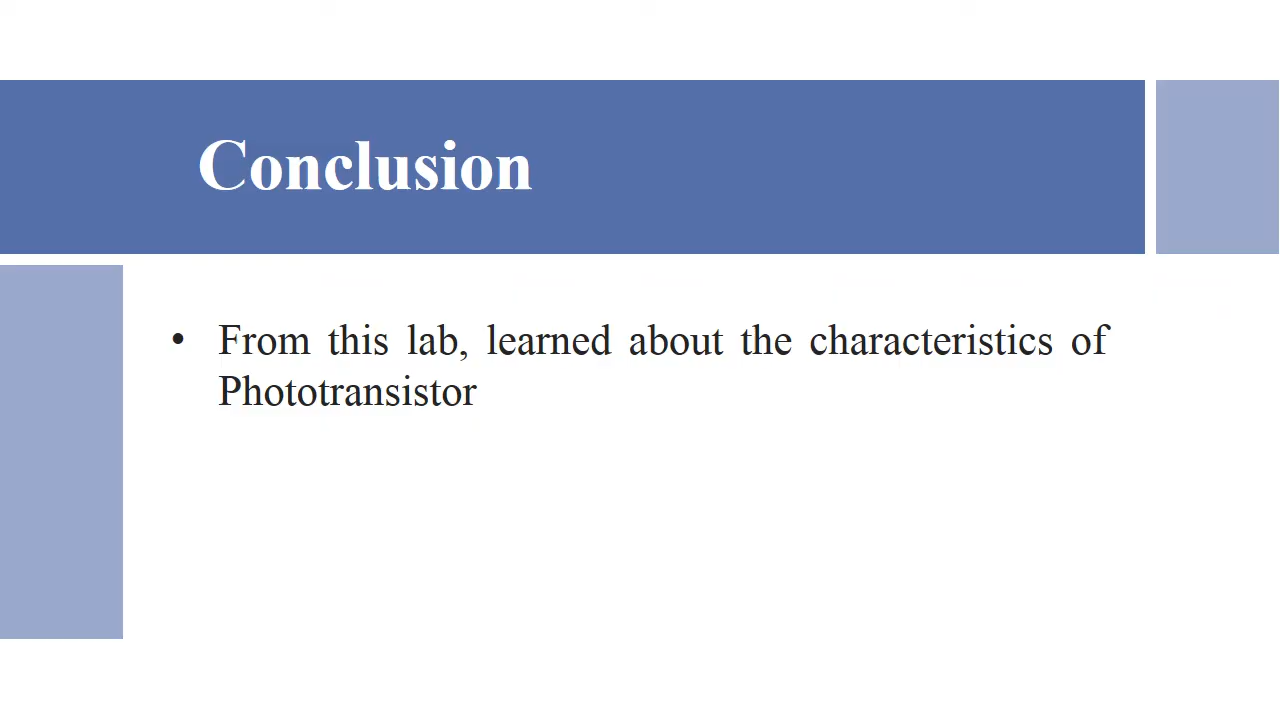 Conclusion
• From this lab, learned about the characteristics of
Phototransistor